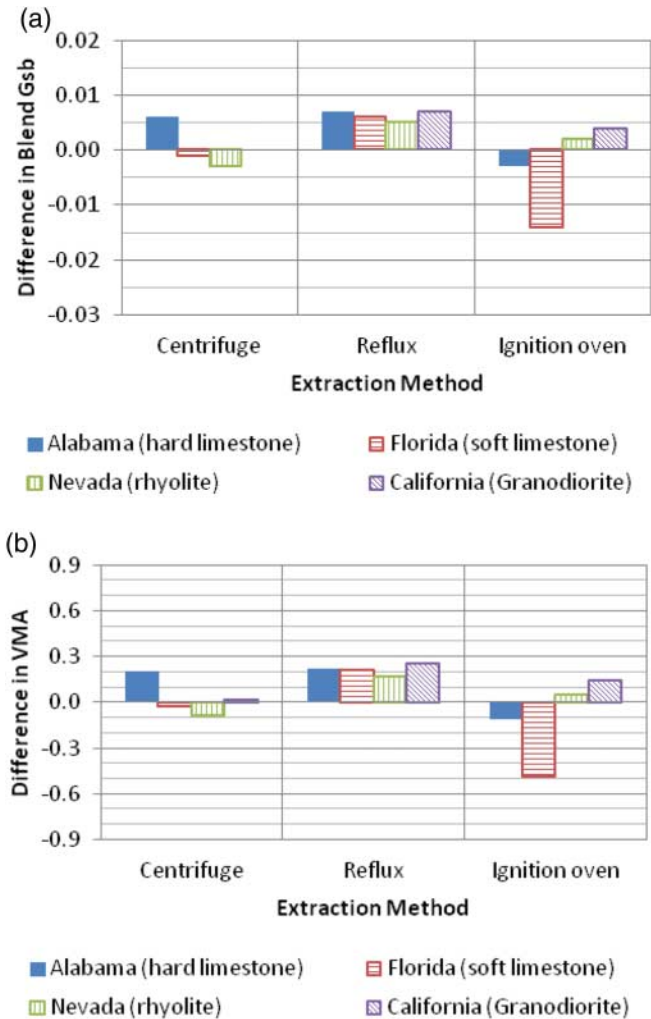 (a)
0.02
0.01
0.00
-0.01
-0.02
-0.03
Difference in Blend Gsb
Centrifuge Reflux Ignition oven
Extraction Method
Alabama (hard limestone) Florida (soft limestone)
Nevada (rhyolite) California (Granodiorite)
(b)
0.9
0.6
0.3
0.0
-0.3
-0.6
-0.9
Difference in VMA
Centrifuge Reflux Ignition oven
Extraction Method
Alabama (hard limestone) Florida (soft limestone)
Nevada (rhyolite) California (Granodiorite)